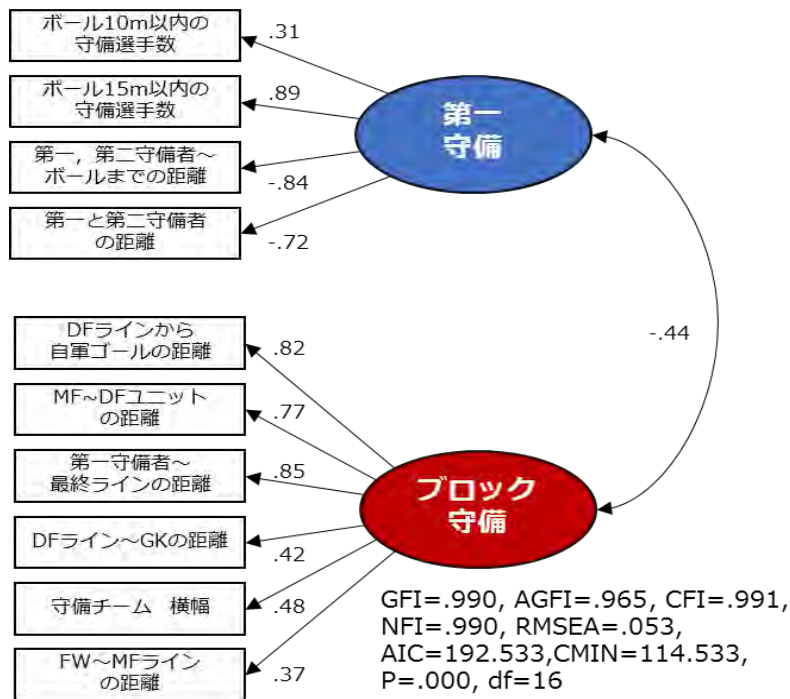 ボール10m以内の
守備選手数
.31
ボール15m以内の
守備選手数
.89
第一
守備
第一，第二守備者～
ボールまでの距離
-.84
第一と第二守備者
の距離
-.72
-.44
DFラインから
自軍ゴールの距離
.82
MF~DFユニット
の距離
.77
第一守備者～
最終ラインの距離
.85
ブロック
守備
DFライン～GKの距離
.42
守備チーム　横幅
.48
FW～MFライン
の距離
.37
GFI=.990, AGFI=.965, CFI=.991,
NFI=.990, RMSEA=.053,
AIC=192.533,CMIN=114.533,
P=.000, df=16